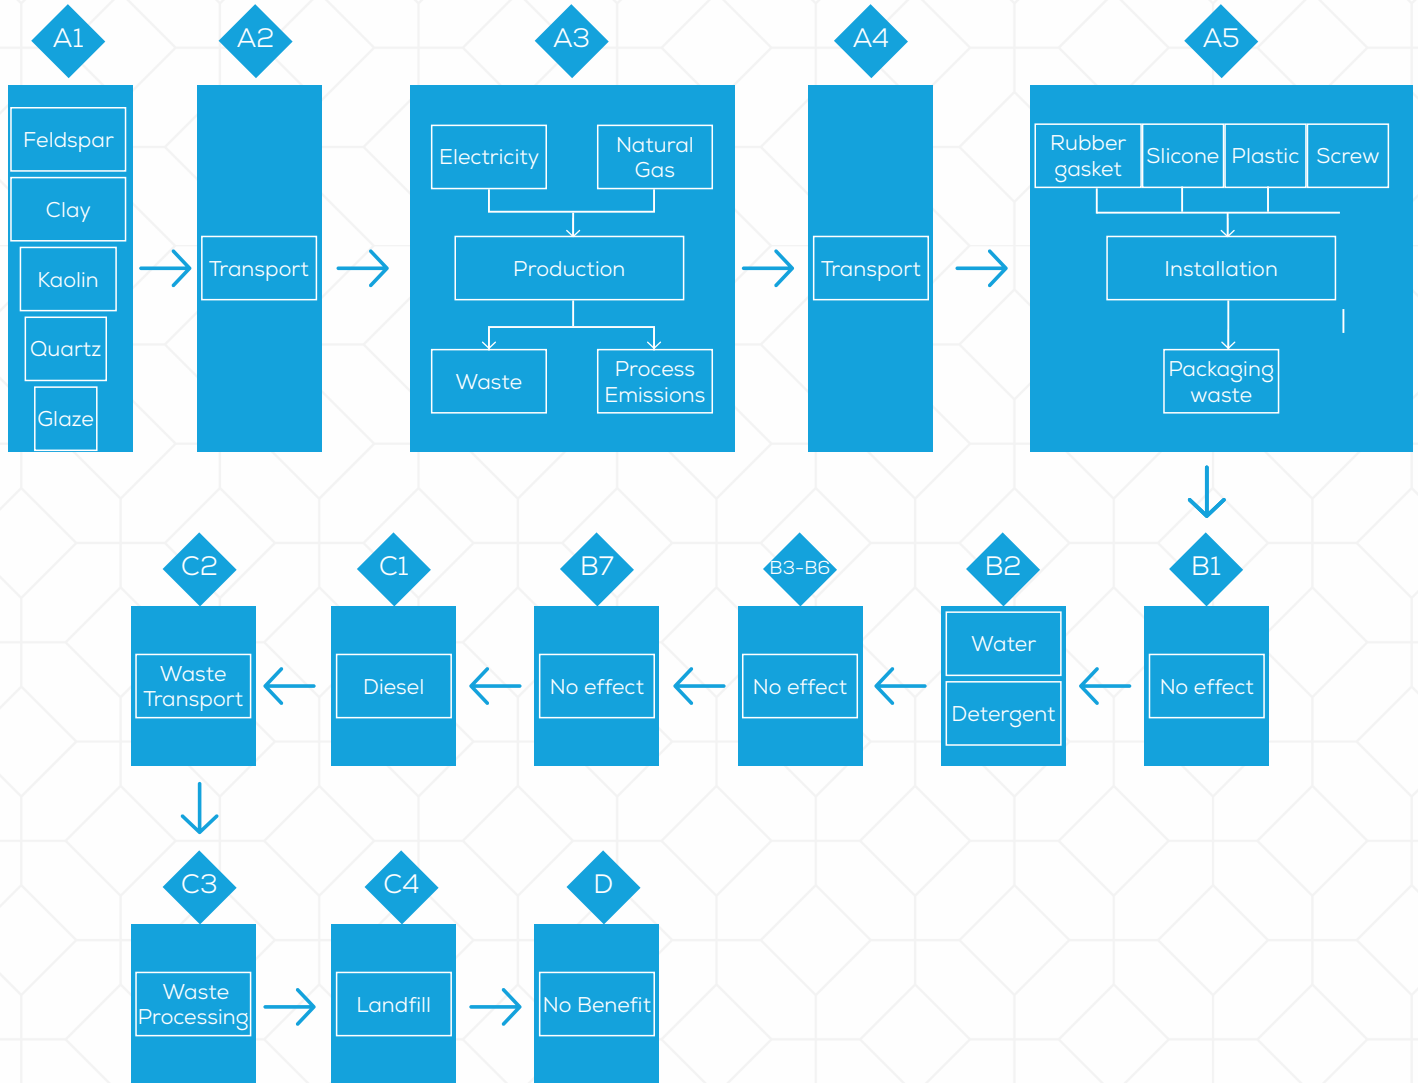 A1
Feldspar
Clay
Kaolin
Quartz
Glaze
A2
Transport
A3
Electricity
Natural
Gas
Production
Waste
Process
Emissions
A4
Transport
A5
Rubber
gasket
Slicone
Plastic
Screw
Installation
Packaging
waste
B1
No effect
B2
Water
Detergent
B3-B6
No effect
B7
No effect
C1
Diesel
C2
Waste
Transport
C3
Waste
Processing
C4
Landfill
D
No Benefit